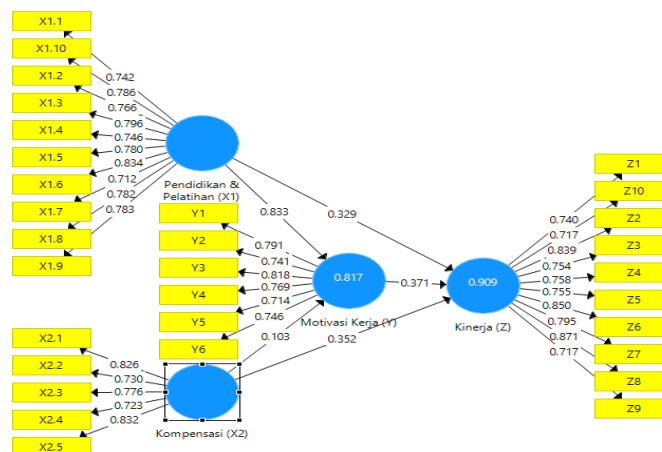 X1.1
X1.10
X1.2
X1.3
X1.4
X1.5
X1.6
X1.7
X1.8
X1.9
0.742
0.786
0.766
0.796
0.746
0.780
0.834
0.712
0.782
0.783
Pendidikan &
Pelatihan (X1)
0.833
0.329
Y1
Y2
Y3
Y4
Y5
Y6
0.791
0.741
0.818
0.769
0.714
0.746
0.817
Motivasi Kerja (Y)
0.371
0.103
0.352
X2.1
X2.2
X2.3
X2.4
X2.5
0.826
0.730
0.776
0.723
0.832
Kompensasi (X2)
0.909
Kinerja (Z)
0.740
0.717
0.839
0.754
0.758
0.755
0.850
0.795
0.871
0.717
Z1
Z10
Z2
Z3
Z4
Z5
Z6
Z7
Z8
Z9